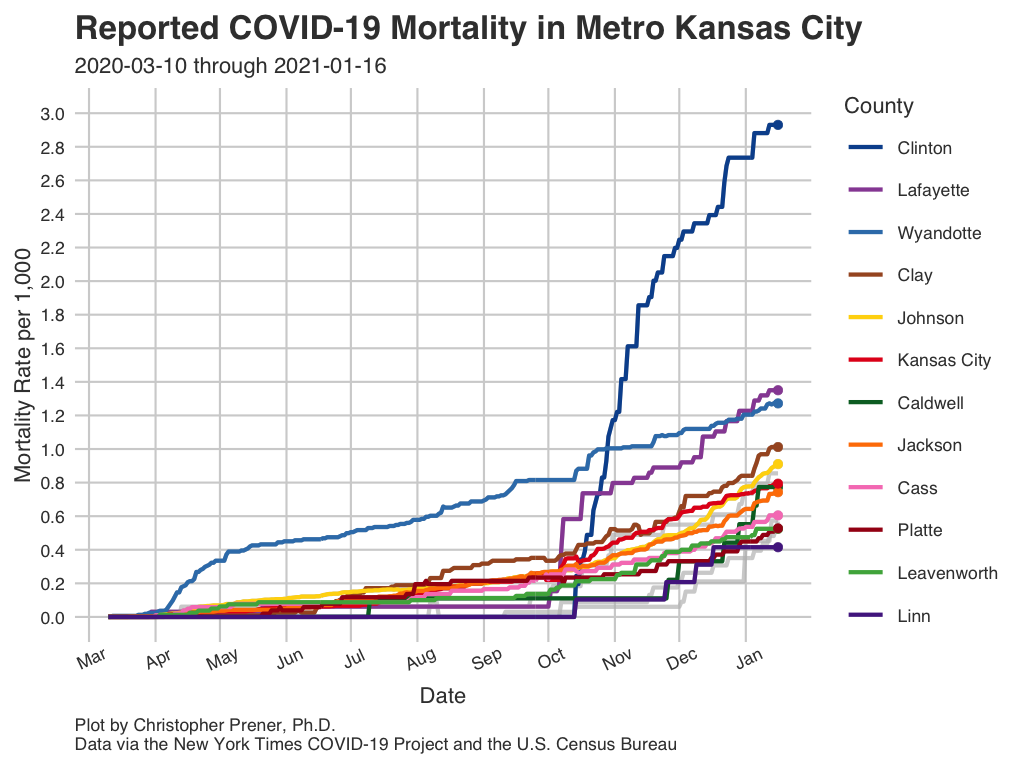 Reported COVID-19 Mortality in Metro Kansas City
2020-03-10 through 2021-01-16
Mortality Rate per 1,000
3.0
2.8
2.6
2.4
2.2
2.0
1.8
1.6
1.4
1.2
1.0
0.8
0.6
0.4
0.2
0.0
Mar
Apr
May
Jun
Jul
Aug
Sep
Oct
Nov
Dec
Jan
Date
County
Clinton
Lafayette
Wyandotte
Clay
Johnson
Kansas City
Caldwell
Jackson
Cass
Platte
Leavenworth
Linn
Plot by Christopher Prener, Ph.D.
Data via the New York Times COVID-19 Project and the U.S. Census Bureau